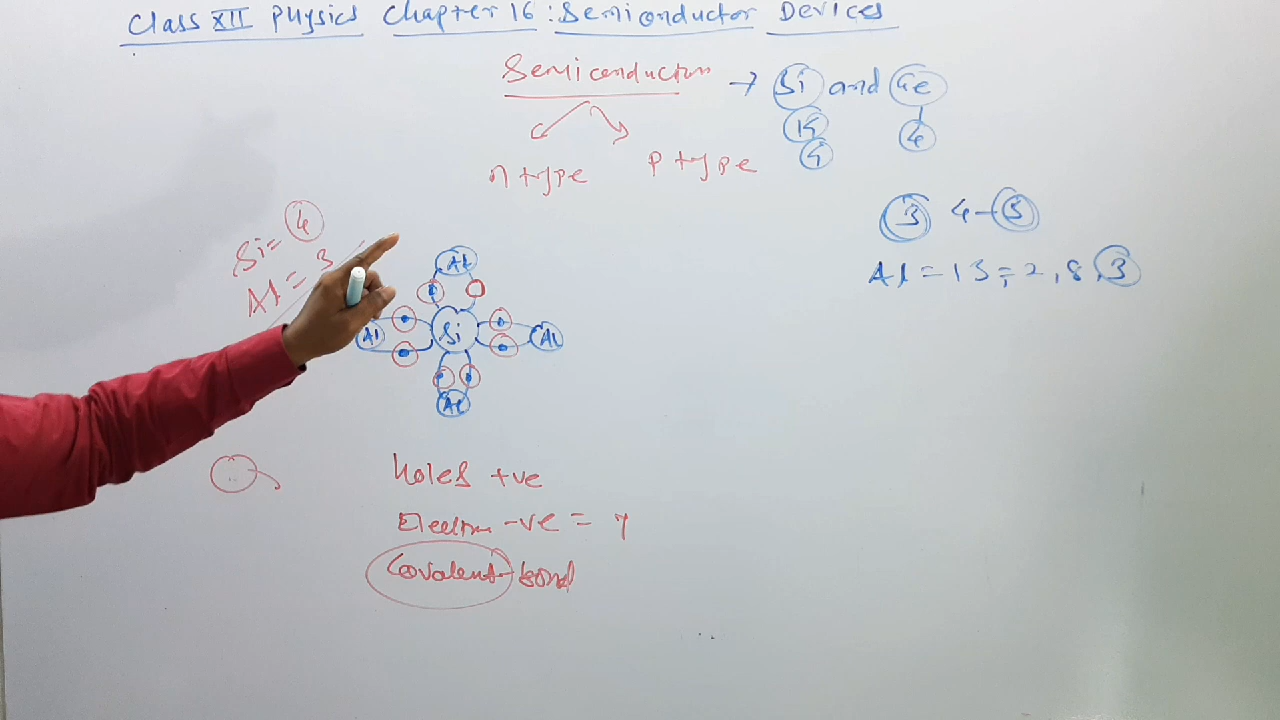 Class XII Physics Chapter 16 : Semiconductor Devices
Semiconductor → Si and Ge
14 4
4
n type p type
3 4-5
Si = 4
Al = 3
Al = 13 = 2, 8, 3
Al
Al Si Al
Al
Holes +ve
Electron -ve = 7
Covalent bond